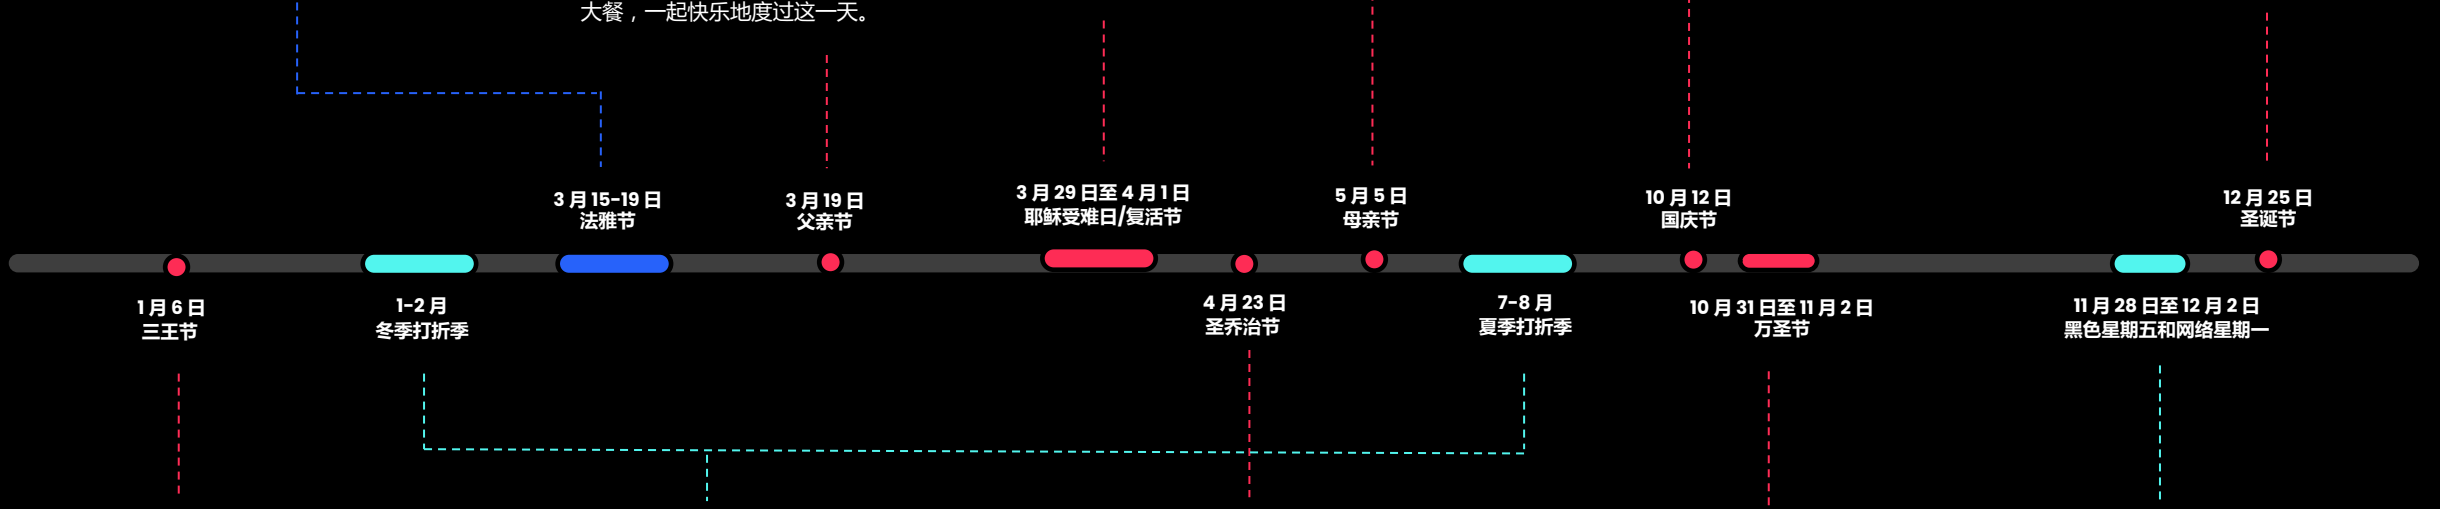 大餐，一起快乐地度过这一天。
3 月 15-19 日
法雅节
3 月 19 日
父亲节
3 月 29 日至 4 月 1 日
耶稣受难日/复活节
5 月 5 日
母亲节
10 月 12 日
国庆节
12 月 25 日
圣诞节
1 月 6 日
三王节
1-2 月
冬季打折季
4 月 23 日
圣乔治节
7-8 月
夏季打折季
10 月 31 日至 11 月 2 日
万圣节
11 月 28 日至 12 月 2 日
黑色星期五和网络星期一